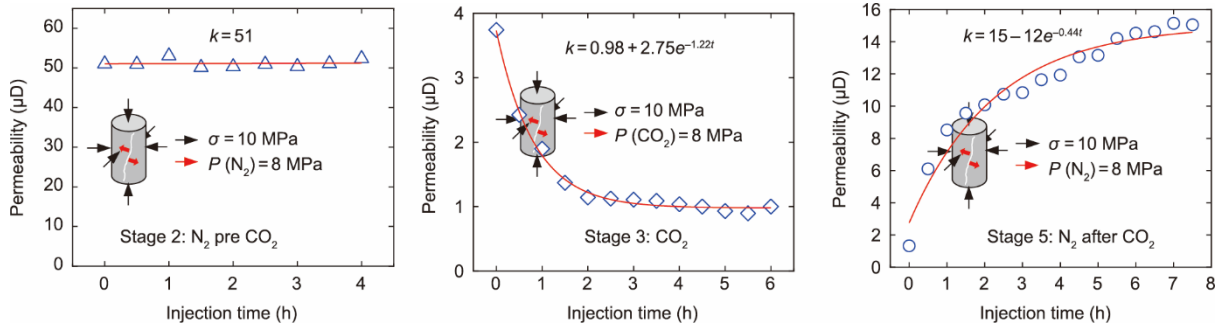 Permeability (μD)
60
50
40
30
20
10
0
k = 51
σ = 10 MPa
P (N₂) = 8 MPa
Stage 2: N₂ pre CO₂
0 1 2 3 4
Injection time (h)
Permeability (μD)
4
3
2
1
0
k = 0.98 + 2.75e^{-1.22t}
σ = 10 MPa
P (CO₂) = 8 MPa
Stage 3: CO₂
0 1 2 3 4 5 6
Injection time (h)
Permeability (μD)
16
14
12
10
8
6
4
2
0
k = 15−12e^{−0.44t}
σ = 10 MPa
P (N₂) = 8 MPa
Stage 5: N₂ after CO₂
0 1 2 3 4 5 6 7 8
Injection time (h)